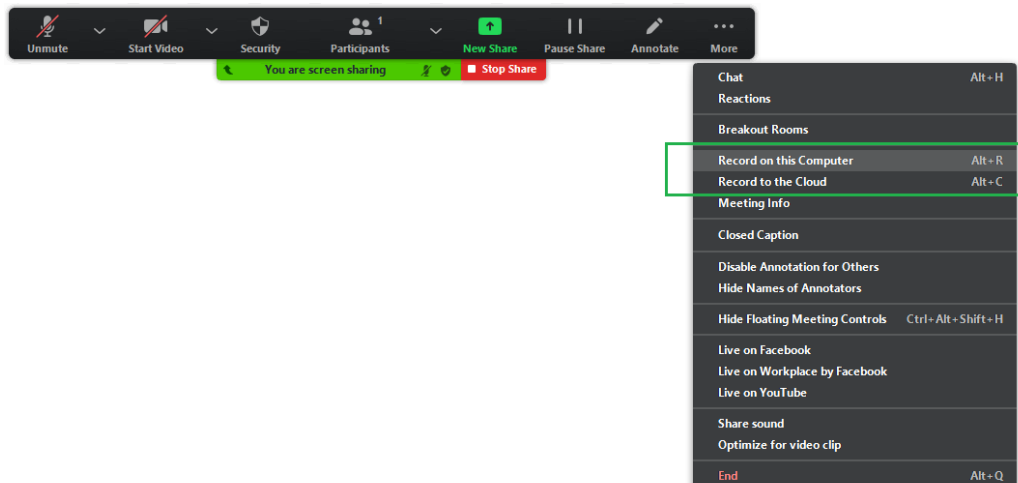 1
Unmute Start Video Security Participants New Share Pause Share Annotate More
You are screen sharing Stop Share
Chat Alt+H
Reactions
Breakout Rooms
Record on this Computer Alt+R
Record to the Cloud Alt+C
Meeting Info
Closed Caption
Disable Annotation for Others
Hide Names of Annotators
Hide Floating Meeting Controls Ctrl+Alt+Shift+H
Live on Facebook
Live on Workplace by Facebook
Live on YouTube
Share sound
Optimize for video clip
End Alt+Q